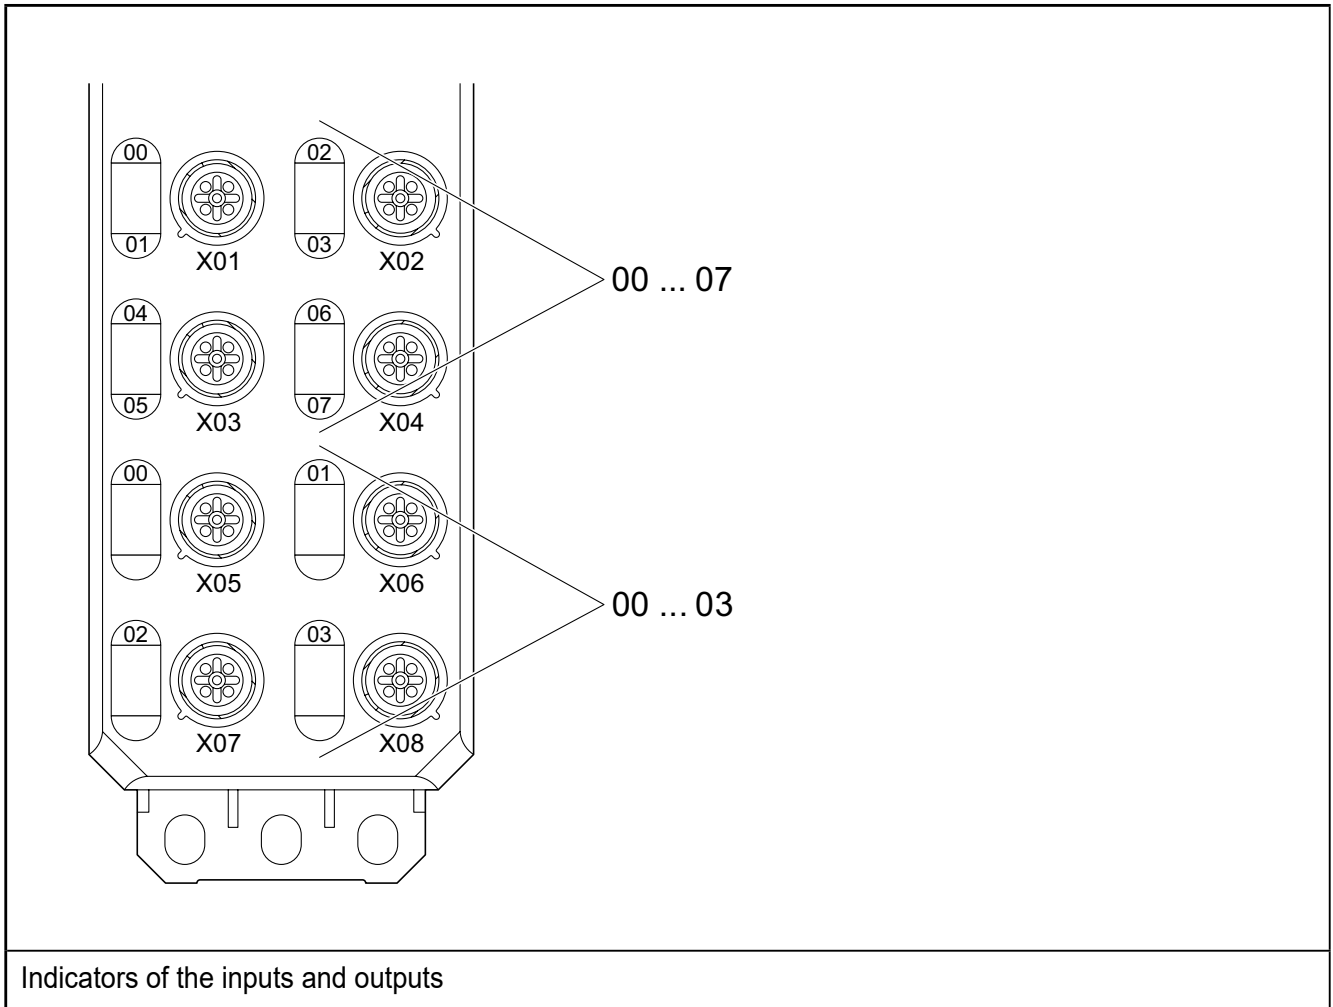 00 02
01 03
X01 X02
00 ... 07
04 06
05 07
X03 X04
00 01
X05 X06
00 ... 03
02 03
X07 X08
Indicators of the inputs and outputs